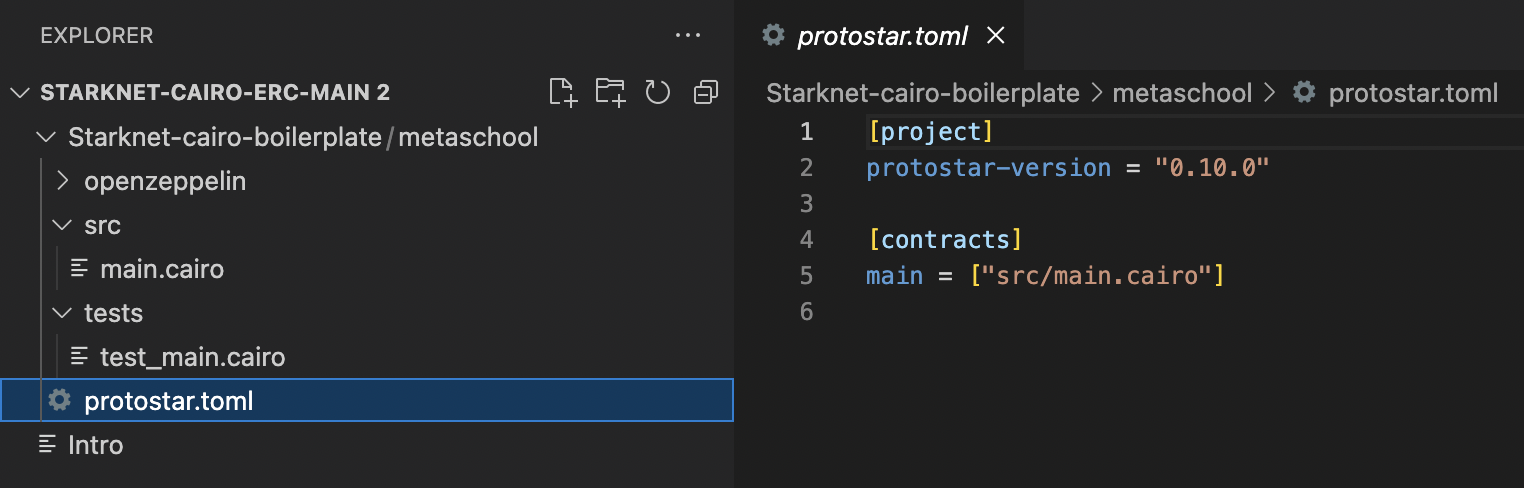 EXPLORER
STARKNET-CAIRO-ERC-MAIN 2
Starknet-cairo-boilerplate/metaschool
openzeppelin
src
main.cairo
tests
test_main.cairo
protostar.toml
Intro
protostar.toml
Starknet-cairo-boilerplate > metaschool > protostar.toml
1 [project]
2 protostar-version = "0.10.0"
3
4 [contracts]
5 main = ["src/main.cairo"]
6